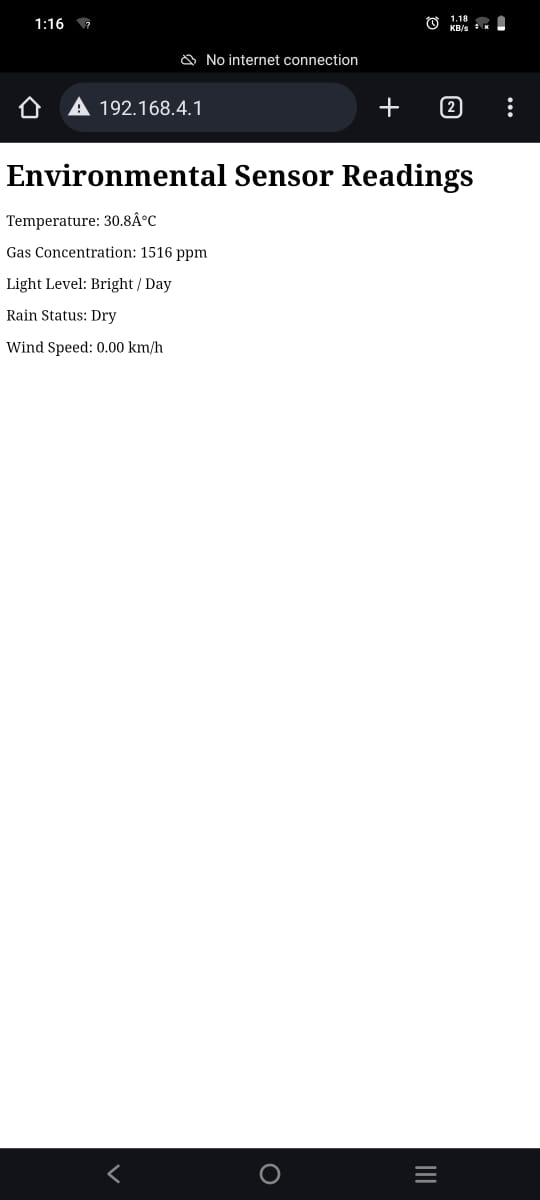 1:16
1.18
KB/s
No internet connection
192.168.4.1
2
Environmental Sensor Readings
Temperature: 30.8Â°C
Gas Concentration: 1516 ppm
Light Level: Bright / Day
Rain Status: Dry
Wind Speed: 0.00 km/h